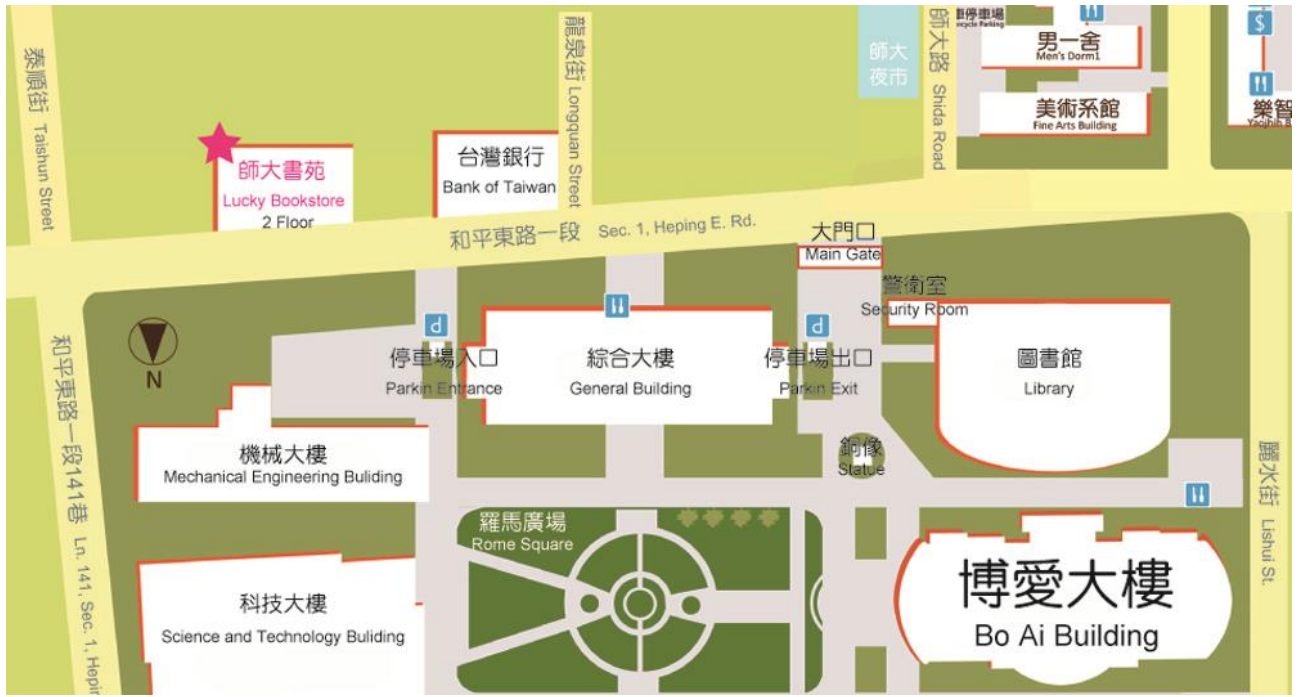 車停車場
Motorcycle Parking
男一舍
Men's Dorm1
美術系館
Fine Arts Building
$
樂智
師大
夜市
師大路 Shida Road
龍泉街 Longquan Street
泰順街 Taishun Street
師大書苑
Lucky Bookstore
2 Floor
台灣銀行
Bank of Taiwan
和平東路一段 Sec. 1, Heping E. Rd.
大門口
Main Gate
警衛室
Security Room
N
P
停車場入口
Parkin Entrance
綜合大樓
General Building
P
停車場出口
Parkin Exit
圖書館
Library
機械大樓
Mechanical Engineering Buliding
銅像
Statue
和平東路一段141巷 Ln. 141, Sec. 1, Hepin
麗水街 Lishui St.
羅馬廣場
Rome Square
科技大樓
Science and Technology Buliding
博愛大樓
Bo Ai Building